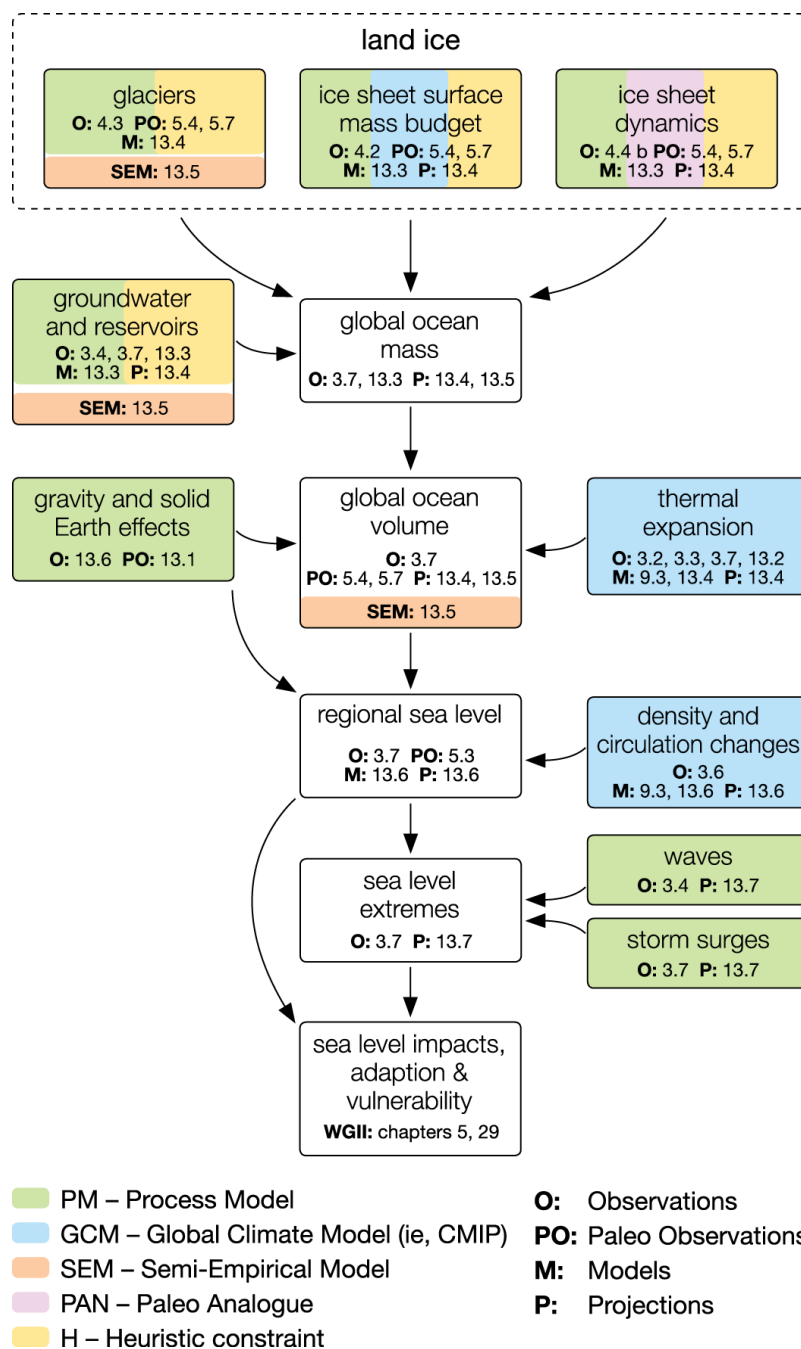 land ice
glaciers
O: 4.3 PO: 5.4, 5.7
M: 13.4
SEM: 13.5
ice sheet surface
mass budget
O: 4.2 PO: 5.4, 5.7
M: 13.3 P: 13.4
ice sheet
dynamics
O: 4.4 b PO: 5.4, 5.7
M: 13.3 P: 13.4
groundwater
and reservoirs
O: 3.4, 3.7, 13.3
M: 13.3 P: 13.4
SEM: 13.5
global ocean
mass
O: 3.7, 13.3 P: 13.4, 13.5
gravity and solid
Earth effects
O: 13.6 PO: 13.1
global ocean
volume
O: 3.7
PO: 5.4, 5.7 P: 13.4, 13.5
SEM: 13.5
thermal
expansion
O: 3.2, 3.3, 3.7, 13.2
M: 9.3, 13.4 P: 13.4
regional sea level
O: 3.7 PO: 5.3
M: 13.6 P: 13.6
density and
circulation changes
O: 3.6
M: 9.3, 13.6 P: 13.6
sea level
extremes
O: 3.7 P: 13.7
waves
O: 3.4 P: 13.7
storm surges
O: 3.7 P: 13.7
sea level impacts,
adaption &
vulnerability
WGII: chapters 5, 29
PM – Process Model
GCM – Global Climate Model (ie, CMIP)
SEM – Semi-Empirical Model
PAN – Paleo Analogue
H – Heuristic constraint
O: Observations
PO: Paleo Observations
M: Models
P: Projections